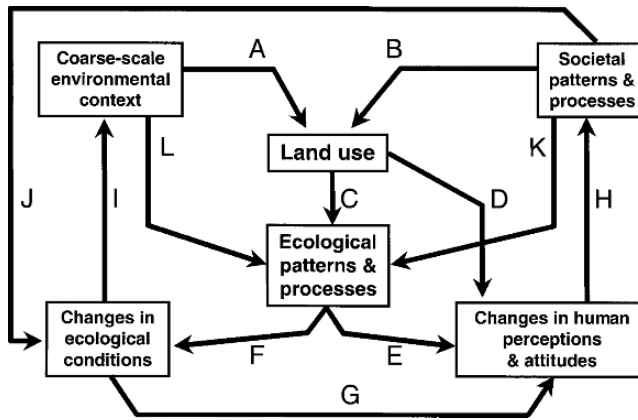 Coarse-scale
environmental
context
A
B
Societal
patterns &
processes
L
Land use
K
J
I
C
D
H
Ecological
patterns &
processes
Changes in
ecological
conditions
F
E
Changes in human
perceptions
& attitudes
G